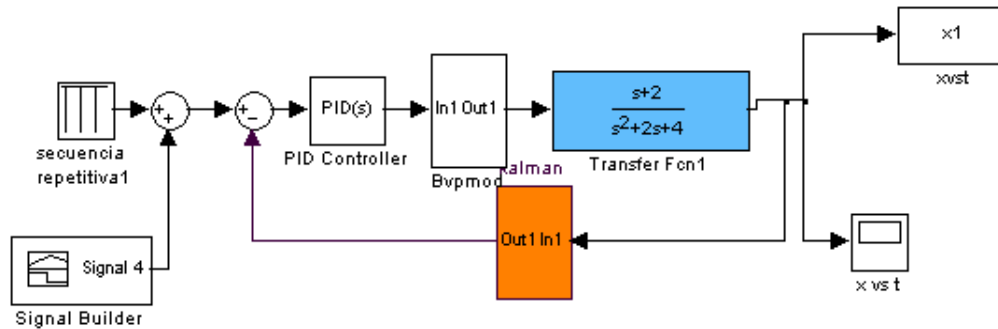 x1
xvst
secuencia
repetitiva1
+
+
+
−
PID(s)
PID Controller
In1 Out1
Bvpmod
s+2
s²+2s+4
Transfer Fcn1
kalman
Out1 In1
Signal 4
Signal Builder
x vs t